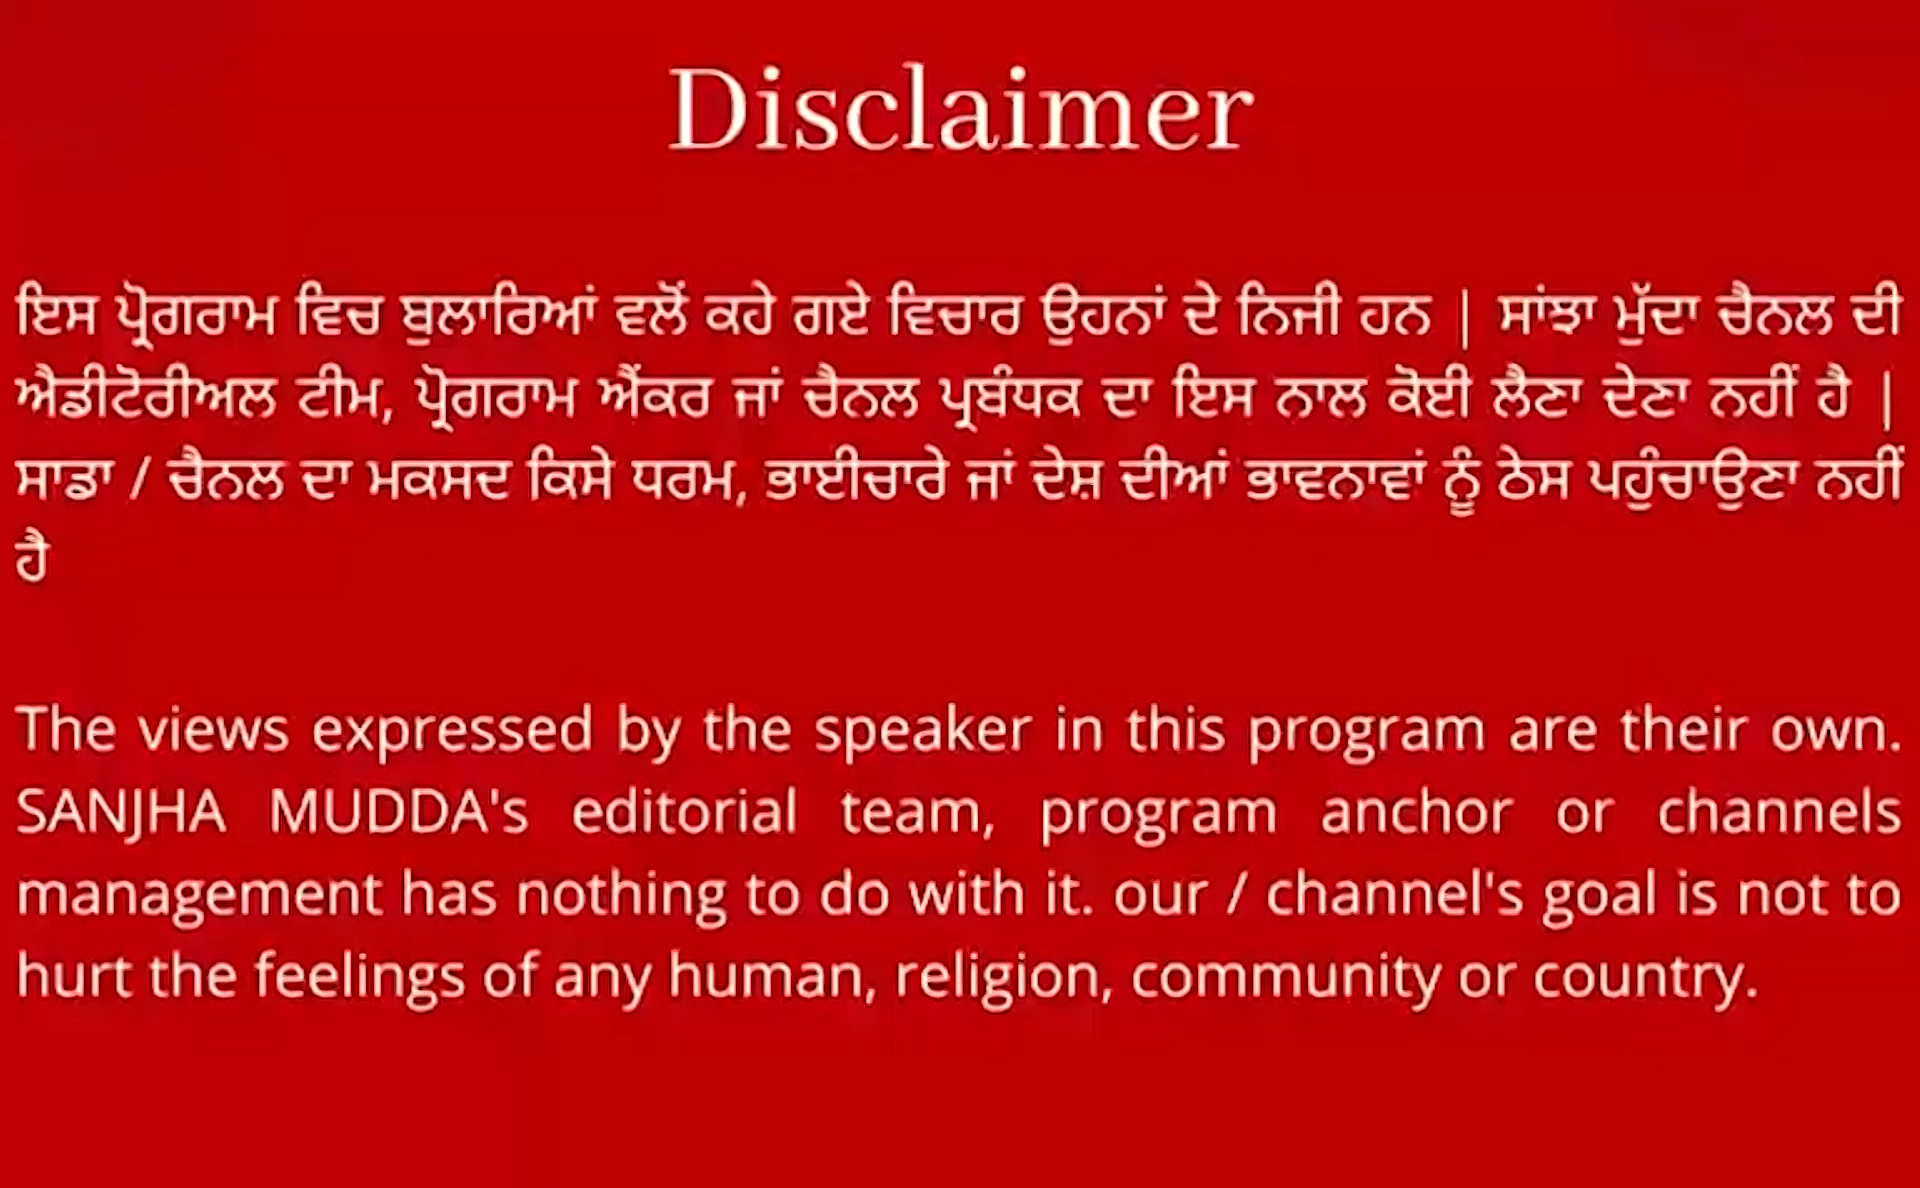 Disclaimer
ਇਸ ਪ੍ਰੋਗਰਾਮ ਵਿਚ ਬੁਲਾਰਿਆਂ ਵਲੋਂ ਕਹੇ ਗਏ ਵਿਚਾਰ ਉਹਨਾਂ ਦੇ ਨਿਜੀ ਹਨ | ਸਾਂਝਾ ਮੁੱਦਾ ਚੈਨਲ ਦੀ
ਐਡੀਟੋਰੀਅਲ ਟੀਮ, ਪ੍ਰੋਗਰਾਮ ਐਂਕਰ ਜਾਂ ਚੈਨਲ ਪ੍ਰਬੰਧਕ ਦਾ ਇਸ ਨਾਲ ਕੋਈ ਲੈਣਾ ਦੇਣਾ ਨਹੀਂ ਹੈ |
ਸਾਡਾ / ਚੈਨਲ ਦਾ ਮਕਸਦ ਕਿਸੇ ਧਰਮ, ਭਾਈਚਾਰੇ ਜਾਂ ਦੇਸ਼ ਦੀਆਂ ਭਾਵਨਾਵਾਂ ਨੂੰ ਠੇਸ ਪਹੁੰਚਾਉਣਾ ਨਹੀਂ
ਹੈ
The views expressed by the speaker in this program are their own.
SANJHA MUDDA's editorial team, program anchor or channels
management has nothing to do with it. our / channel's goal is not to
hurt the feelings of any human, religion, community or country.